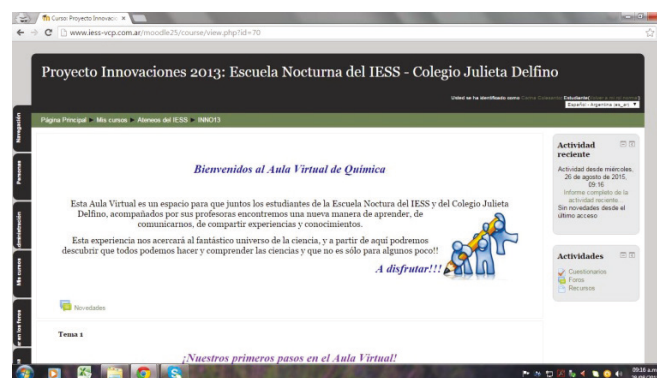 Curso: Proyecto Innovaci
www.iess-vcp.com.ar/moodle25/course/view.php?id=70
Proyecto Innovaciones 2013: Escuela Nocturna del IESS - Colegio Julieta Delfino
Usted se ha identificado como
Estudiante
Español - Argentina (es_ar)
Página Principal ► Mis cursos ► Ateneos del IESS ► INNO13
Navegación
Personas
Administración
Mis cursos
en los foros
Bienvenidos al Aula Virtual de Química
Esta Aula Virtual es un espacio para que juntos los estudiantes de la Escuela Noctura del IESS y del Colegio Julieta
Delfino, acompañados por sus profesoras encontremos una nueva manera de aprender, de
comunicarnos, de compartir experiencias y conocimientos.
Esta experiencia nos acercará al fantástico universo de la ciencia, y a partir de aquí podremos
descubrir que todos podemos hacer y comprender las ciencias y que no es sólo para algunos poco!!
A disfrutar!!!
Novedades
Tema 1
¡Nuestros primeros pasos en el Aula Virtual!
Actividad
reciente
Actividad desde miércoles,
26 de agosto de 2015,
09:16
Informe completo de la
actividad reciente...
Sin novedades desde el
último acceso
Actividades
Cuestionarios
Foros
Recursos
09:18 a.m.